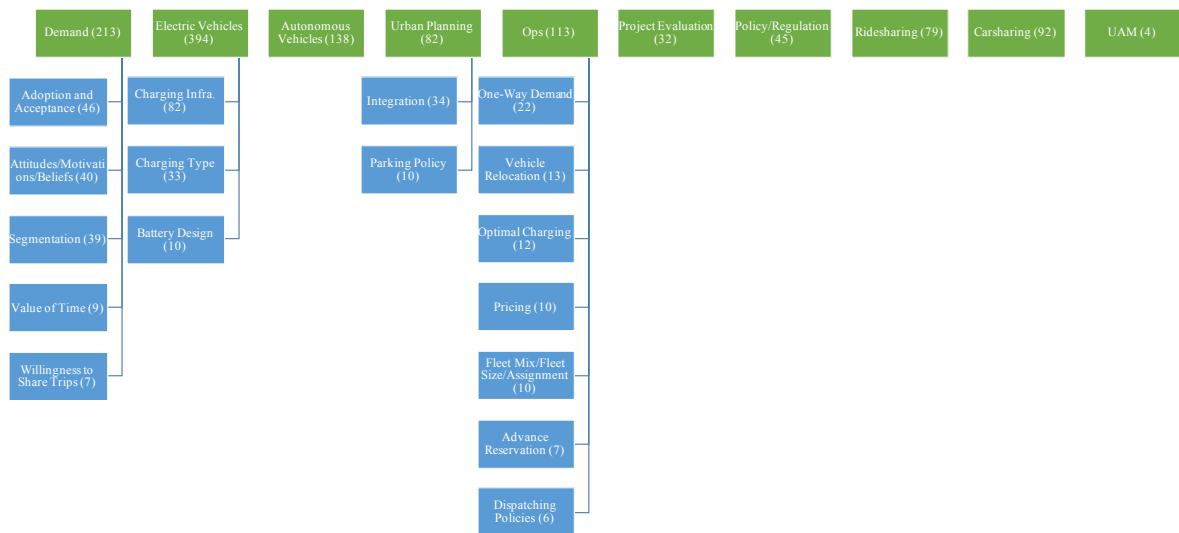 Demand (213)
Electric Vehicles
(394)
Autonomous
Vehicles (138)
Urban Planning
(82)
Ops (113)
Project Evaluation
(32)
Policy/Regulation
(45)
Ridesharing (79)
Carsharing (92)
UAM (4)
Adoption and
Acceptance (46)
Attitudes/Motivati
ons/Beliefs (40)
Segmentation (39)
Value of Time (9)
Willingness to
Share Trips (7)
Charging Infra.
(82)
Charging Type
(33)
Battery Design
(10)
Integration (34)
Parking Policy
(10)
One-Way Demand
(22)
Vehicle
Relocation (13)
Optimal Charging
(12)
Pricing (10)
Fleet Mix/Fleet
Size/Assignment
(10)
Advance
Reservation (7)
Dispatching
Policies (6)